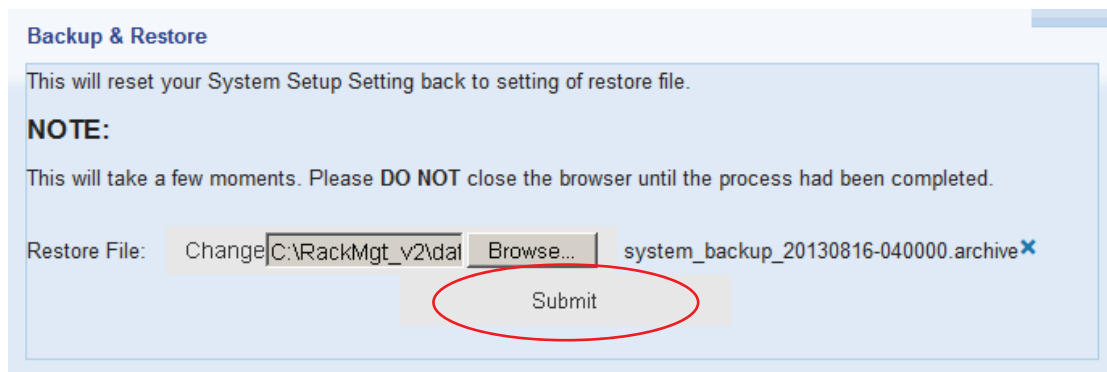 Backup & Restore
This will reset your System Setup Setting back to setting of restore file.
NOTE:
This will take a few moments. Please DO NOT close the browser until the process had been completed.
Restore File: Change C:\RackMgt_v2\dat Browse... system_backup_20130816-040000.archive
Submit